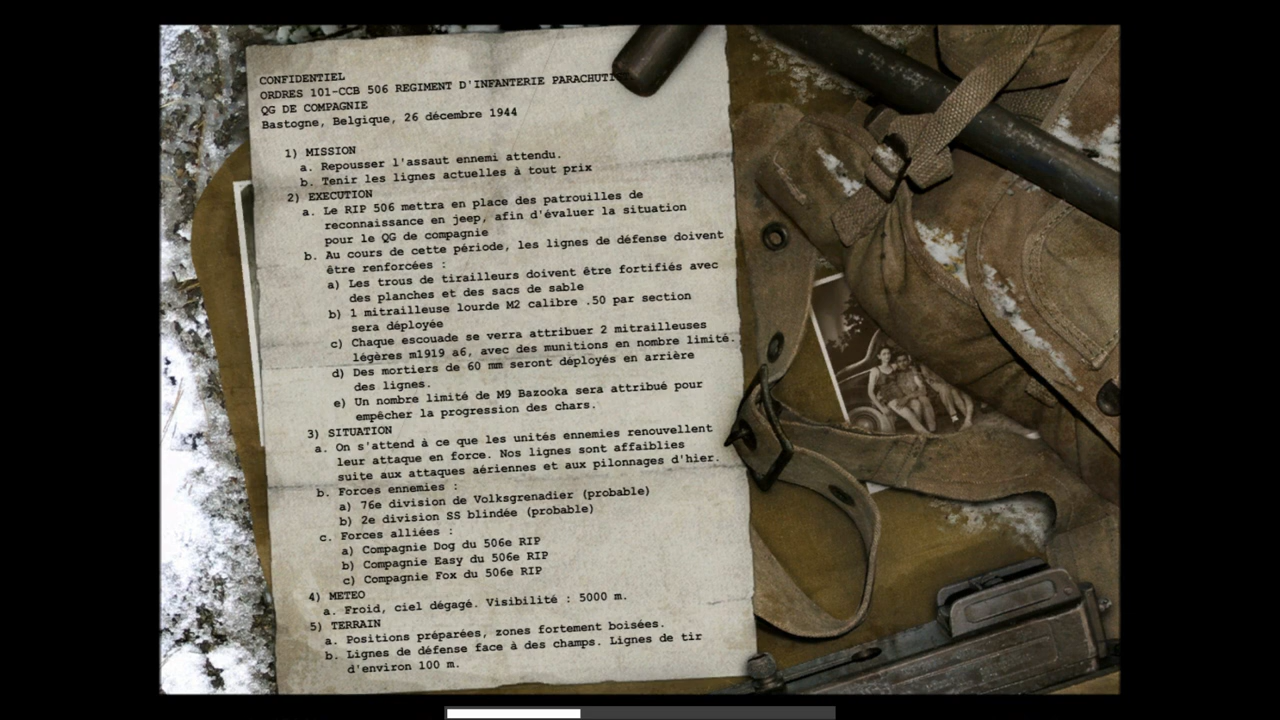 CONFIDENTIEL
ORDRES 101-CCB 506 REGIMENT D'INFANTERIE
QG DE COMPAGNIE
Bastogne, Belgique, 26 décembre 1944
1) MISSION
a. Repousser l'assaut ennemi attendu.
b. Tenir les lignes actuelles à tout prix
2) EXECUTION
a. Le RIP 506 mettra en place des patrouilles de
reconnaissance en jeep, afin d'évaluer la situation
pour le QG de compagnie
b. Au cours de cette période, les lignes de défense doivent
être renforcées :
a) Les trous de tirailleurs doivent être fortifiés avec
des planches et des sacs de sable
b) 1 mitrailleuse lourde M2 calibre .50 par section
sera déployée
c) Chaque escouade se verra attribuer 2 mitrailleuses
légères m1919 a6, avec des munitions en nombre limité.
d) Des mortiers de 60 mm seront déployés en arrière
des lignes.
e) Un nombre limité de M9 Bazooka sera attribué pour
empêcher la progression des chars.
3) SITUATION
a. On s'attend à ce que les unités ennemies renouvellent
leur attaque en force. Nos lignes sont affaiblies
suite aux attaques aériennes et aux pilonnages d'hier.
b. Forces ennemies :
a) 76e division de Volksgrenadier (probable)
b) 2e division SS blindée (probable)
c. Forces alliées :
a) Compagnie Dog du 506e RIP
b) Compagnie Easy du 506e RIP
c) Compagnie Fox du 506e RIP
4) METEO
a. Froid, ciel dégagé. Visibilité : 5000 m.
5) TERRAIN
a. Positions préparées, zones fortement boisées.
b. Lignes de défense face à des champs. Lignes de tir
d'environ 100 m.